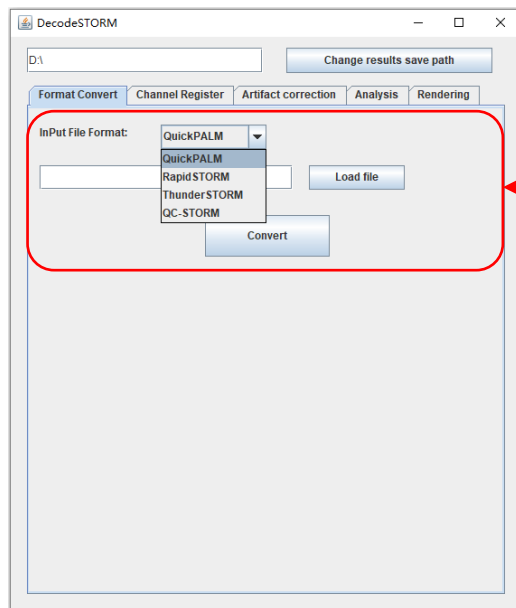 DecodeSTORM
D:\
Change results save path
Format Convert Channel Register Artifact correction Analysis Rendering
InPut File Format: QuickPALM
QuickPALM
RapidSTORM
ThunderSTORM
QC-STORM
Load file
Convert